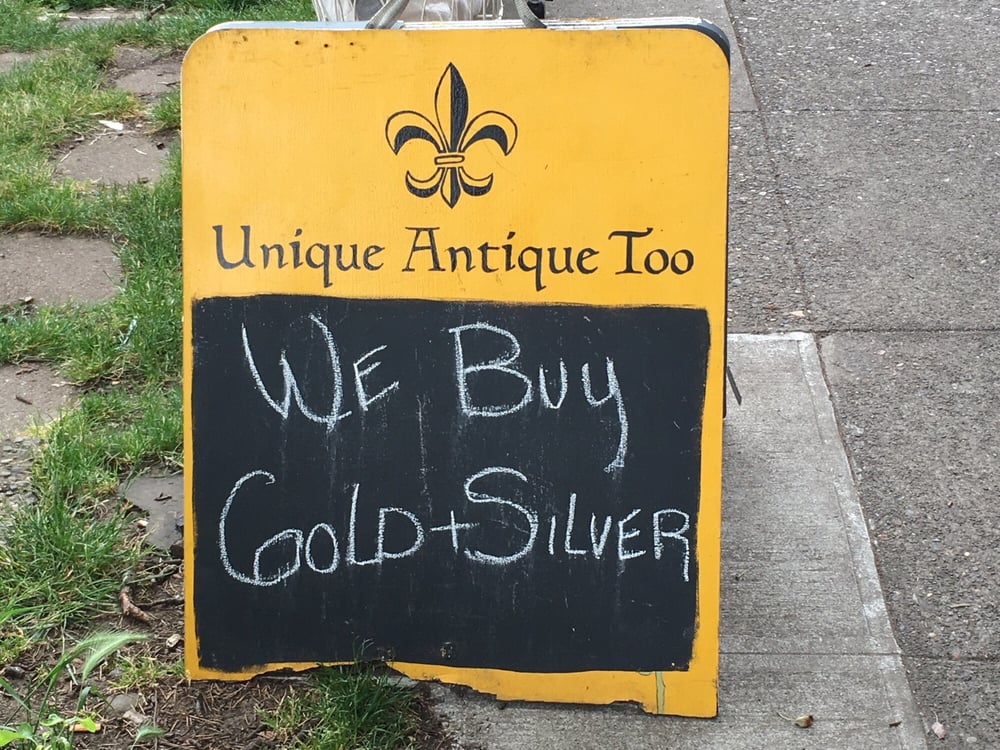 Unique Antique Too
We Buy
Gold + Silver